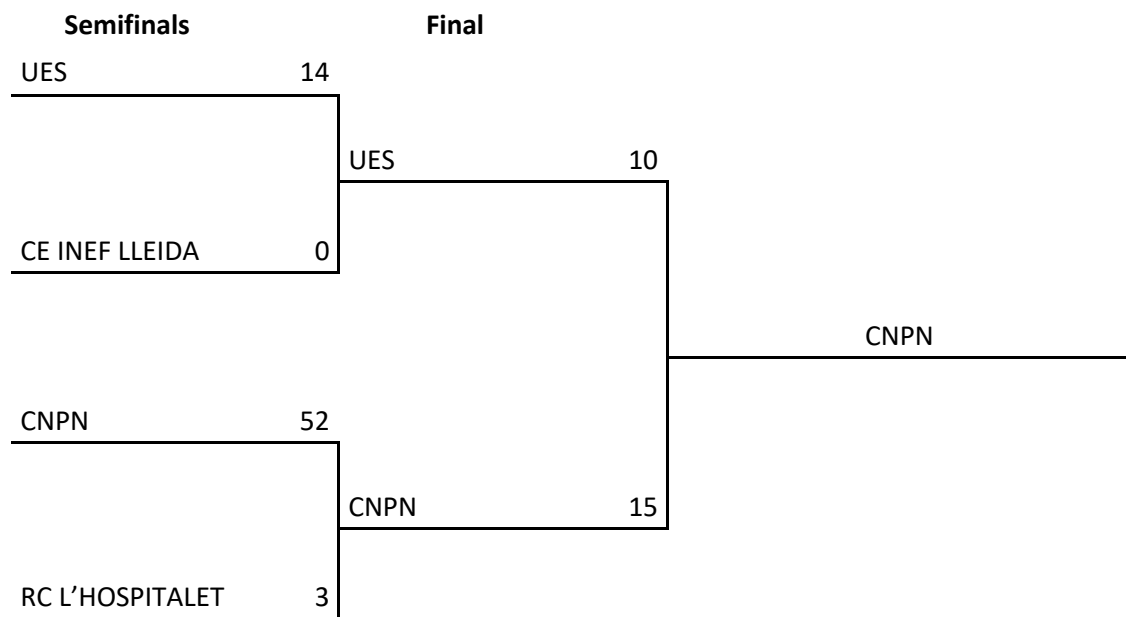 Semifinals Final
UES 14
UES 10
CE INEF LLEIDA 0
CNPN
CNPN 52
CNPN 15
RC L’HOSPITALET 3